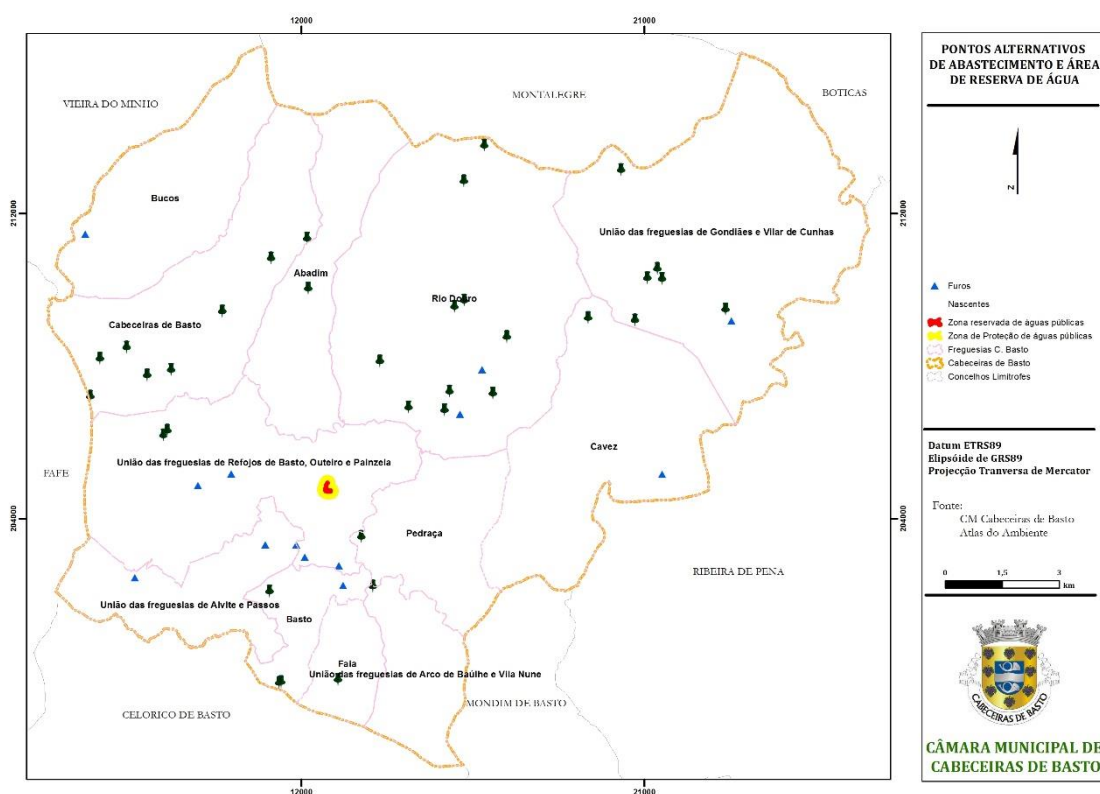 12000
21000
VIEIRA DO MINHO
MONTALEGRE
BOTICAS
212000
212000
Bucos
União das freguesias de Gondiães e Vilar de Cunhas
Abadim
Rio Douro
Cabeceiras de Basto
Cavez
União das freguesias de Refojos de Basto, Outeiro e Painzela
FAFE
204000
204000
Pedraça
RIBEIRA DE PENA
União das freguesias de Alvite e Passos
Basto
Faia
União das freguesias de Arco de Baúlhe e Vila Nune
MONDIM DE BASTO
CELORICO DE BASTO
12000
21000
PONTOS ALTERNATIVOS
DE ABASTECIMENTO E ÁREA
DE RESERVA DE ÁGUA
N
Furos
Nascentes
Zona reservada de águas públicas
Zona de Proteção de águas públicas
Freguesias C. Basto
Cabeceiras de Basto
Concelhos Limitrofes
Datum ETRS89
Elipsóide de GRS89
Projecção Tranversa de Mercator
Fonte:
CM Cabeceiras de Basto
Atlas do Ambiente
0 1,5 3
km
CABECEIRAS DE BASTO
CÂMARA MUNICIPAL DE
CABECEIRAS DE BASTO